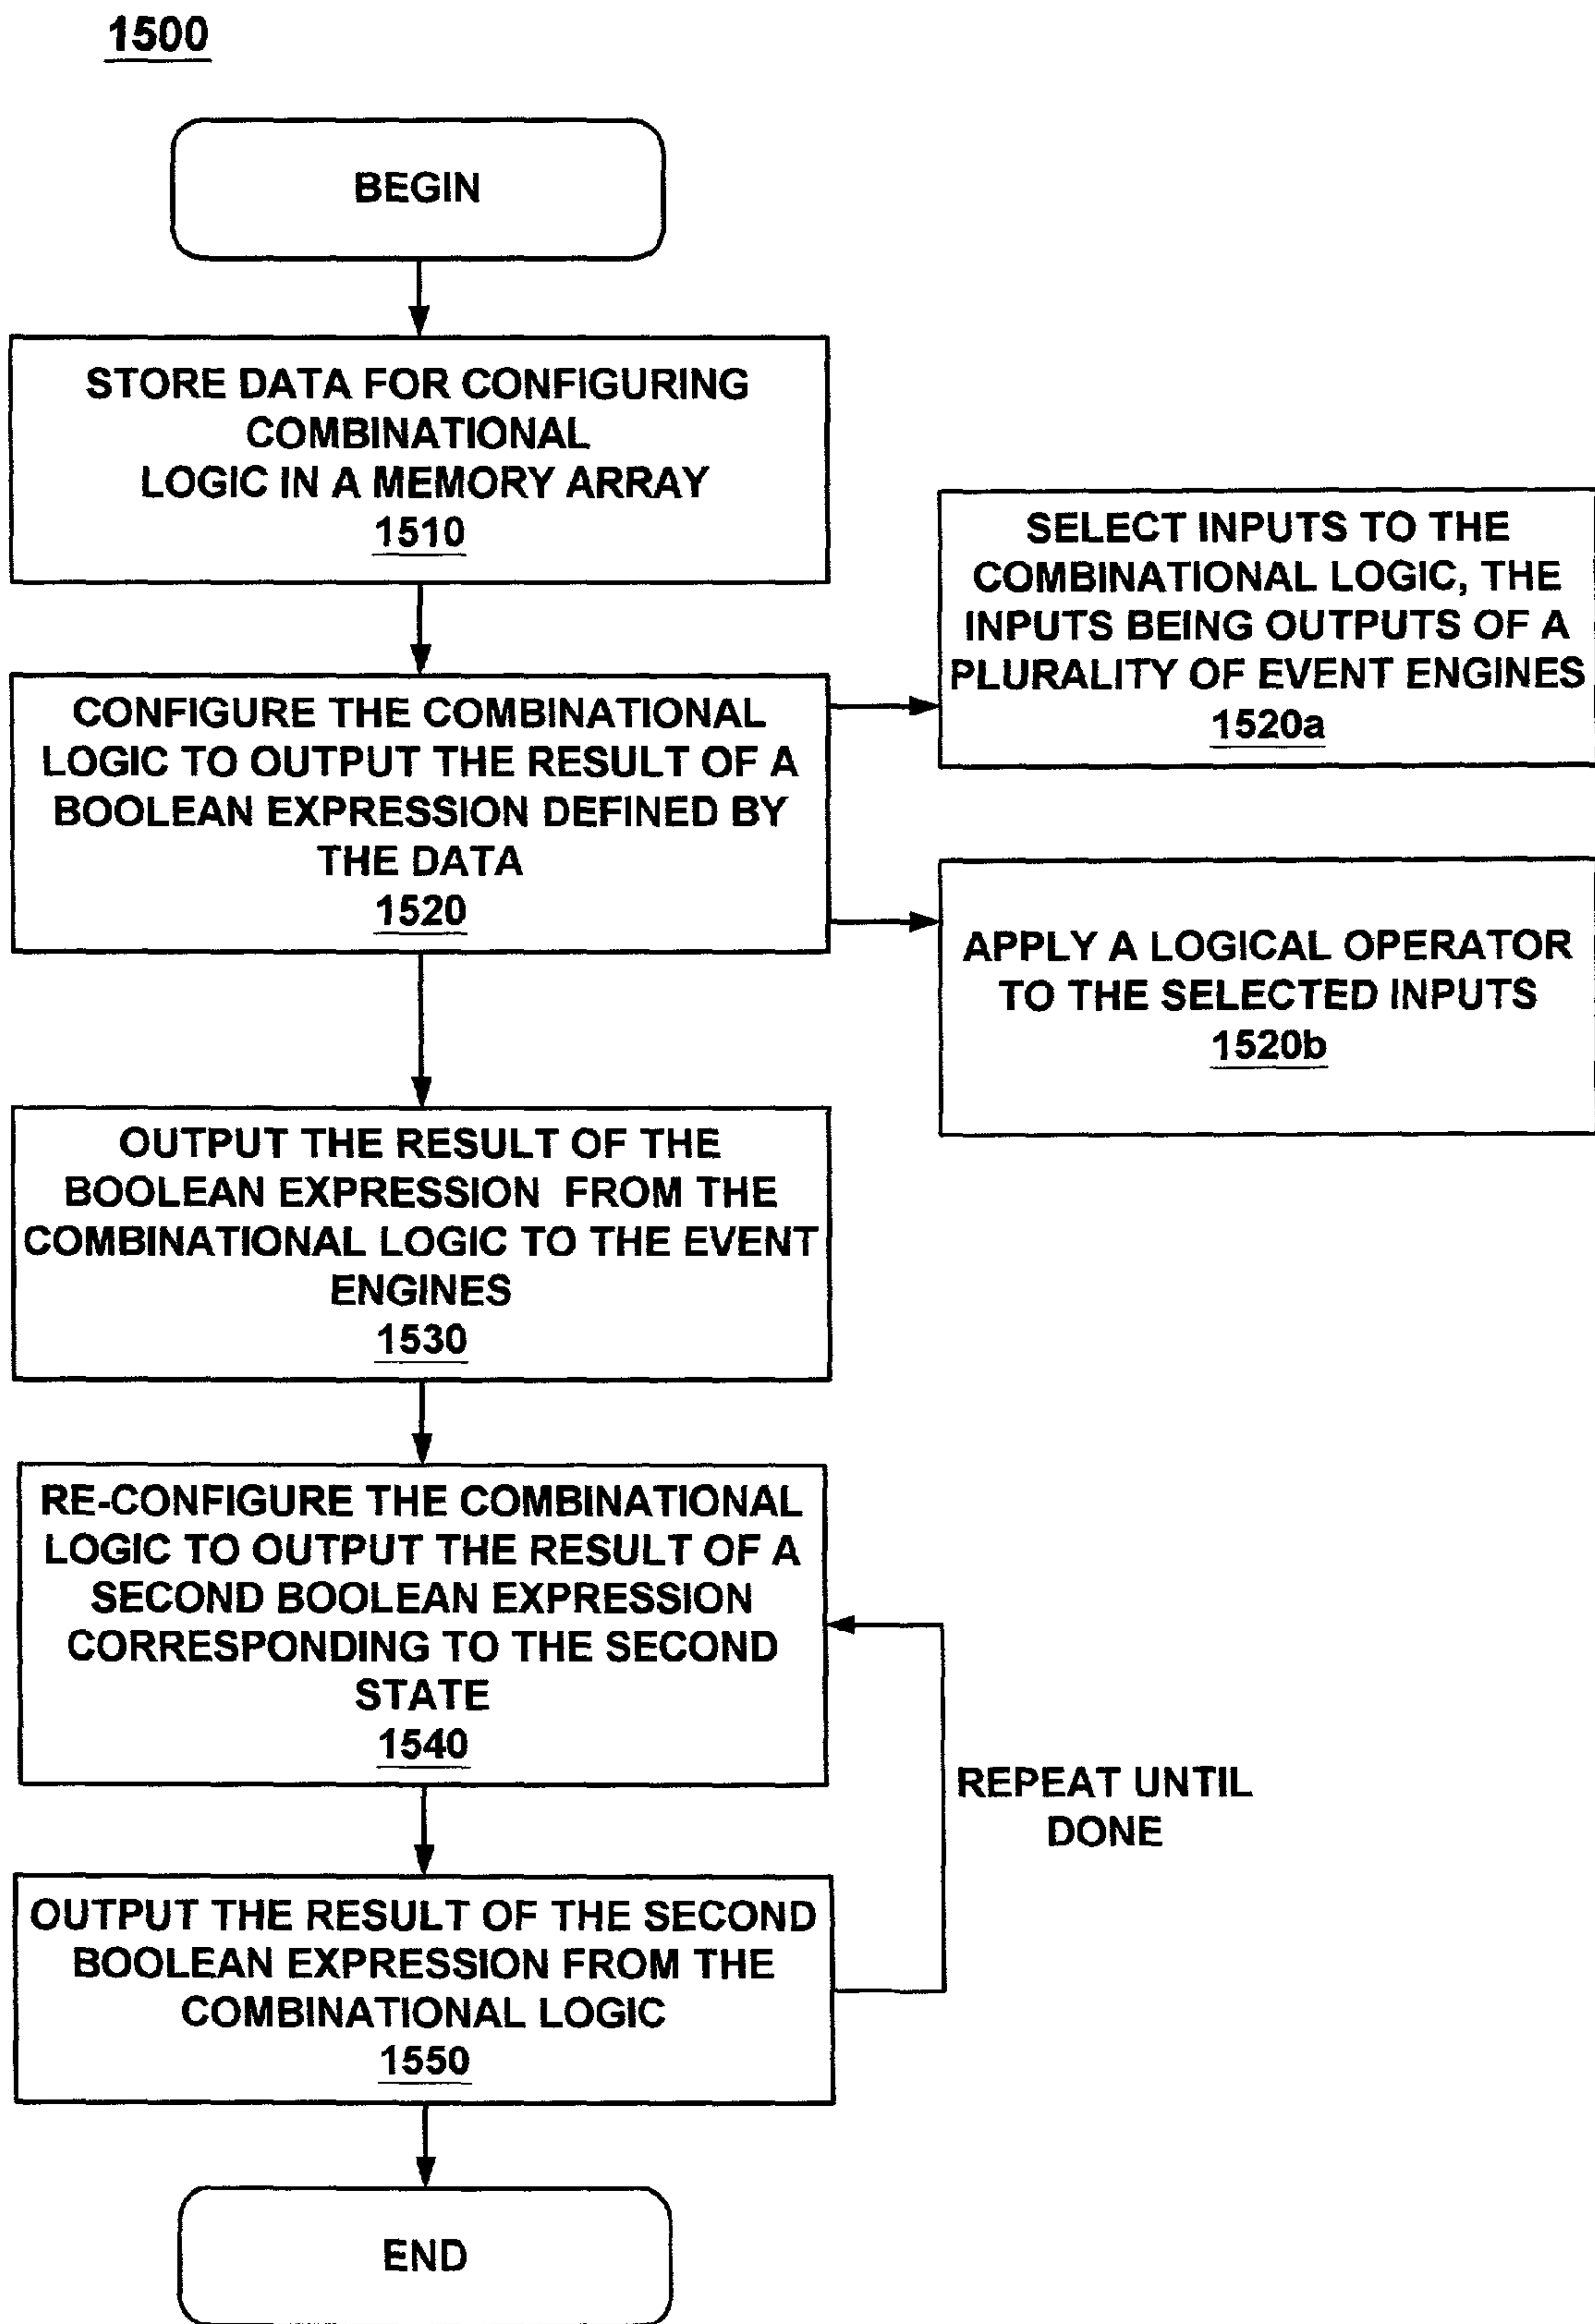 1500
BEGIN
STORE DATA FOR CONFIGURING
COMBINATIONAL
LOGIC IN A MEMORY ARRAY
1510
SELECT INPUTS TO THE
COMBINATIONAL LOGIC, THE
INPUTS BEING OUTPUTS OF A
PLURALITY OF EVENT ENGINES
1520a
CONFIGURE THE COMBINATIONAL
LOGIC TO OUTPUT THE RESULT OF A
BOOLEAN EXPRESSION DEFINED BY
THE DATA
1520
APPLY A LOGICAL OPERATOR
TO THE SELECTED INPUTS
1520b
OUTPUT THE RESULT OF THE
BOOLEAN EXPRESSION FROM THE
COMBINATIONAL LOGIC TO THE EVENT
ENGINES
1530
RE-CONFIGURE THE COMBINATIONAL
LOGIC TO OUTPUT THE RESULT OF A
SECOND BOOLEAN EXPRESSION
CORRESPONDING TO THE SECOND
STATE
1540
REPEAT UNTIL
DONE
OUTPUT THE RESULT OF THE SECOND
BOOLEAN EXPRESSION FROM THE
COMBINATIONAL LOGIC
1550
END